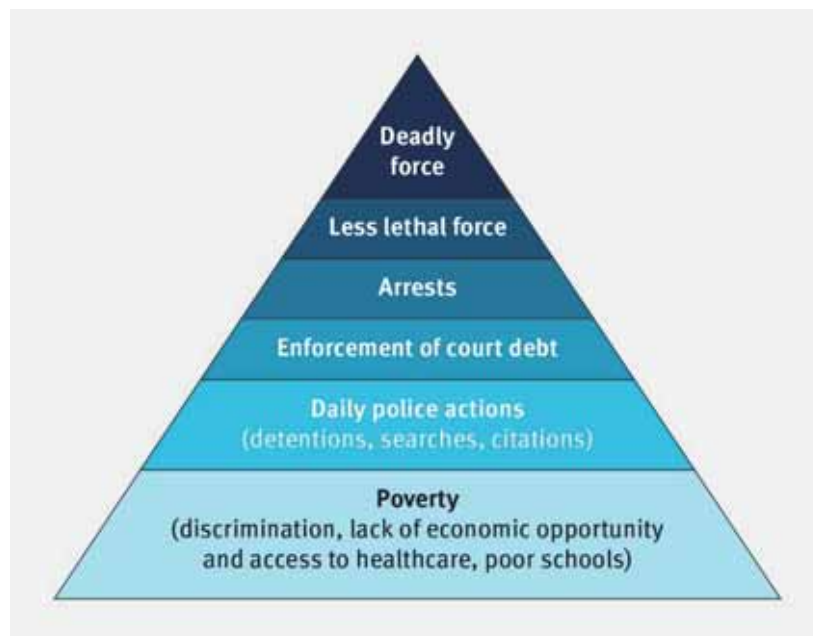 Deadly
force
Less lethal force
Arrests
Enforcement of court debt
Daily police actions
(detentions, searches, citations)
Poverty
(discrimination, lack of economic opportunity
and access to healthcare, poor schools)